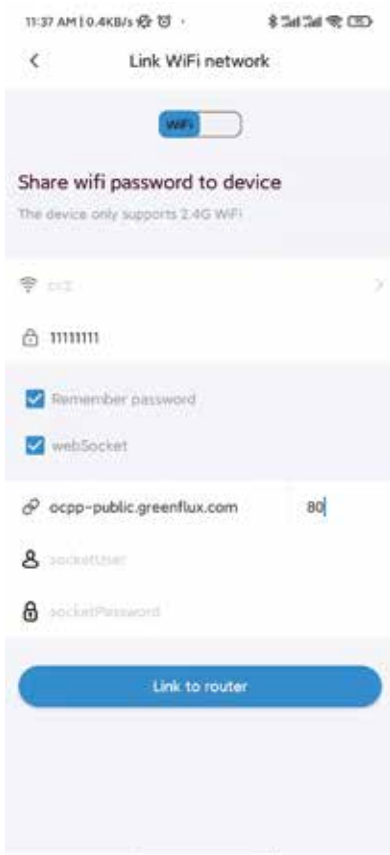 11:37 AM | 0.4KB/s
Link WiFi network
WiFi
Share wifi password to device
The device only supports 2.4G WiFi
11111111
Remember password
webSocket
ocpp-public.greenflux.com 80
socketUser
socketPassword
Link to router